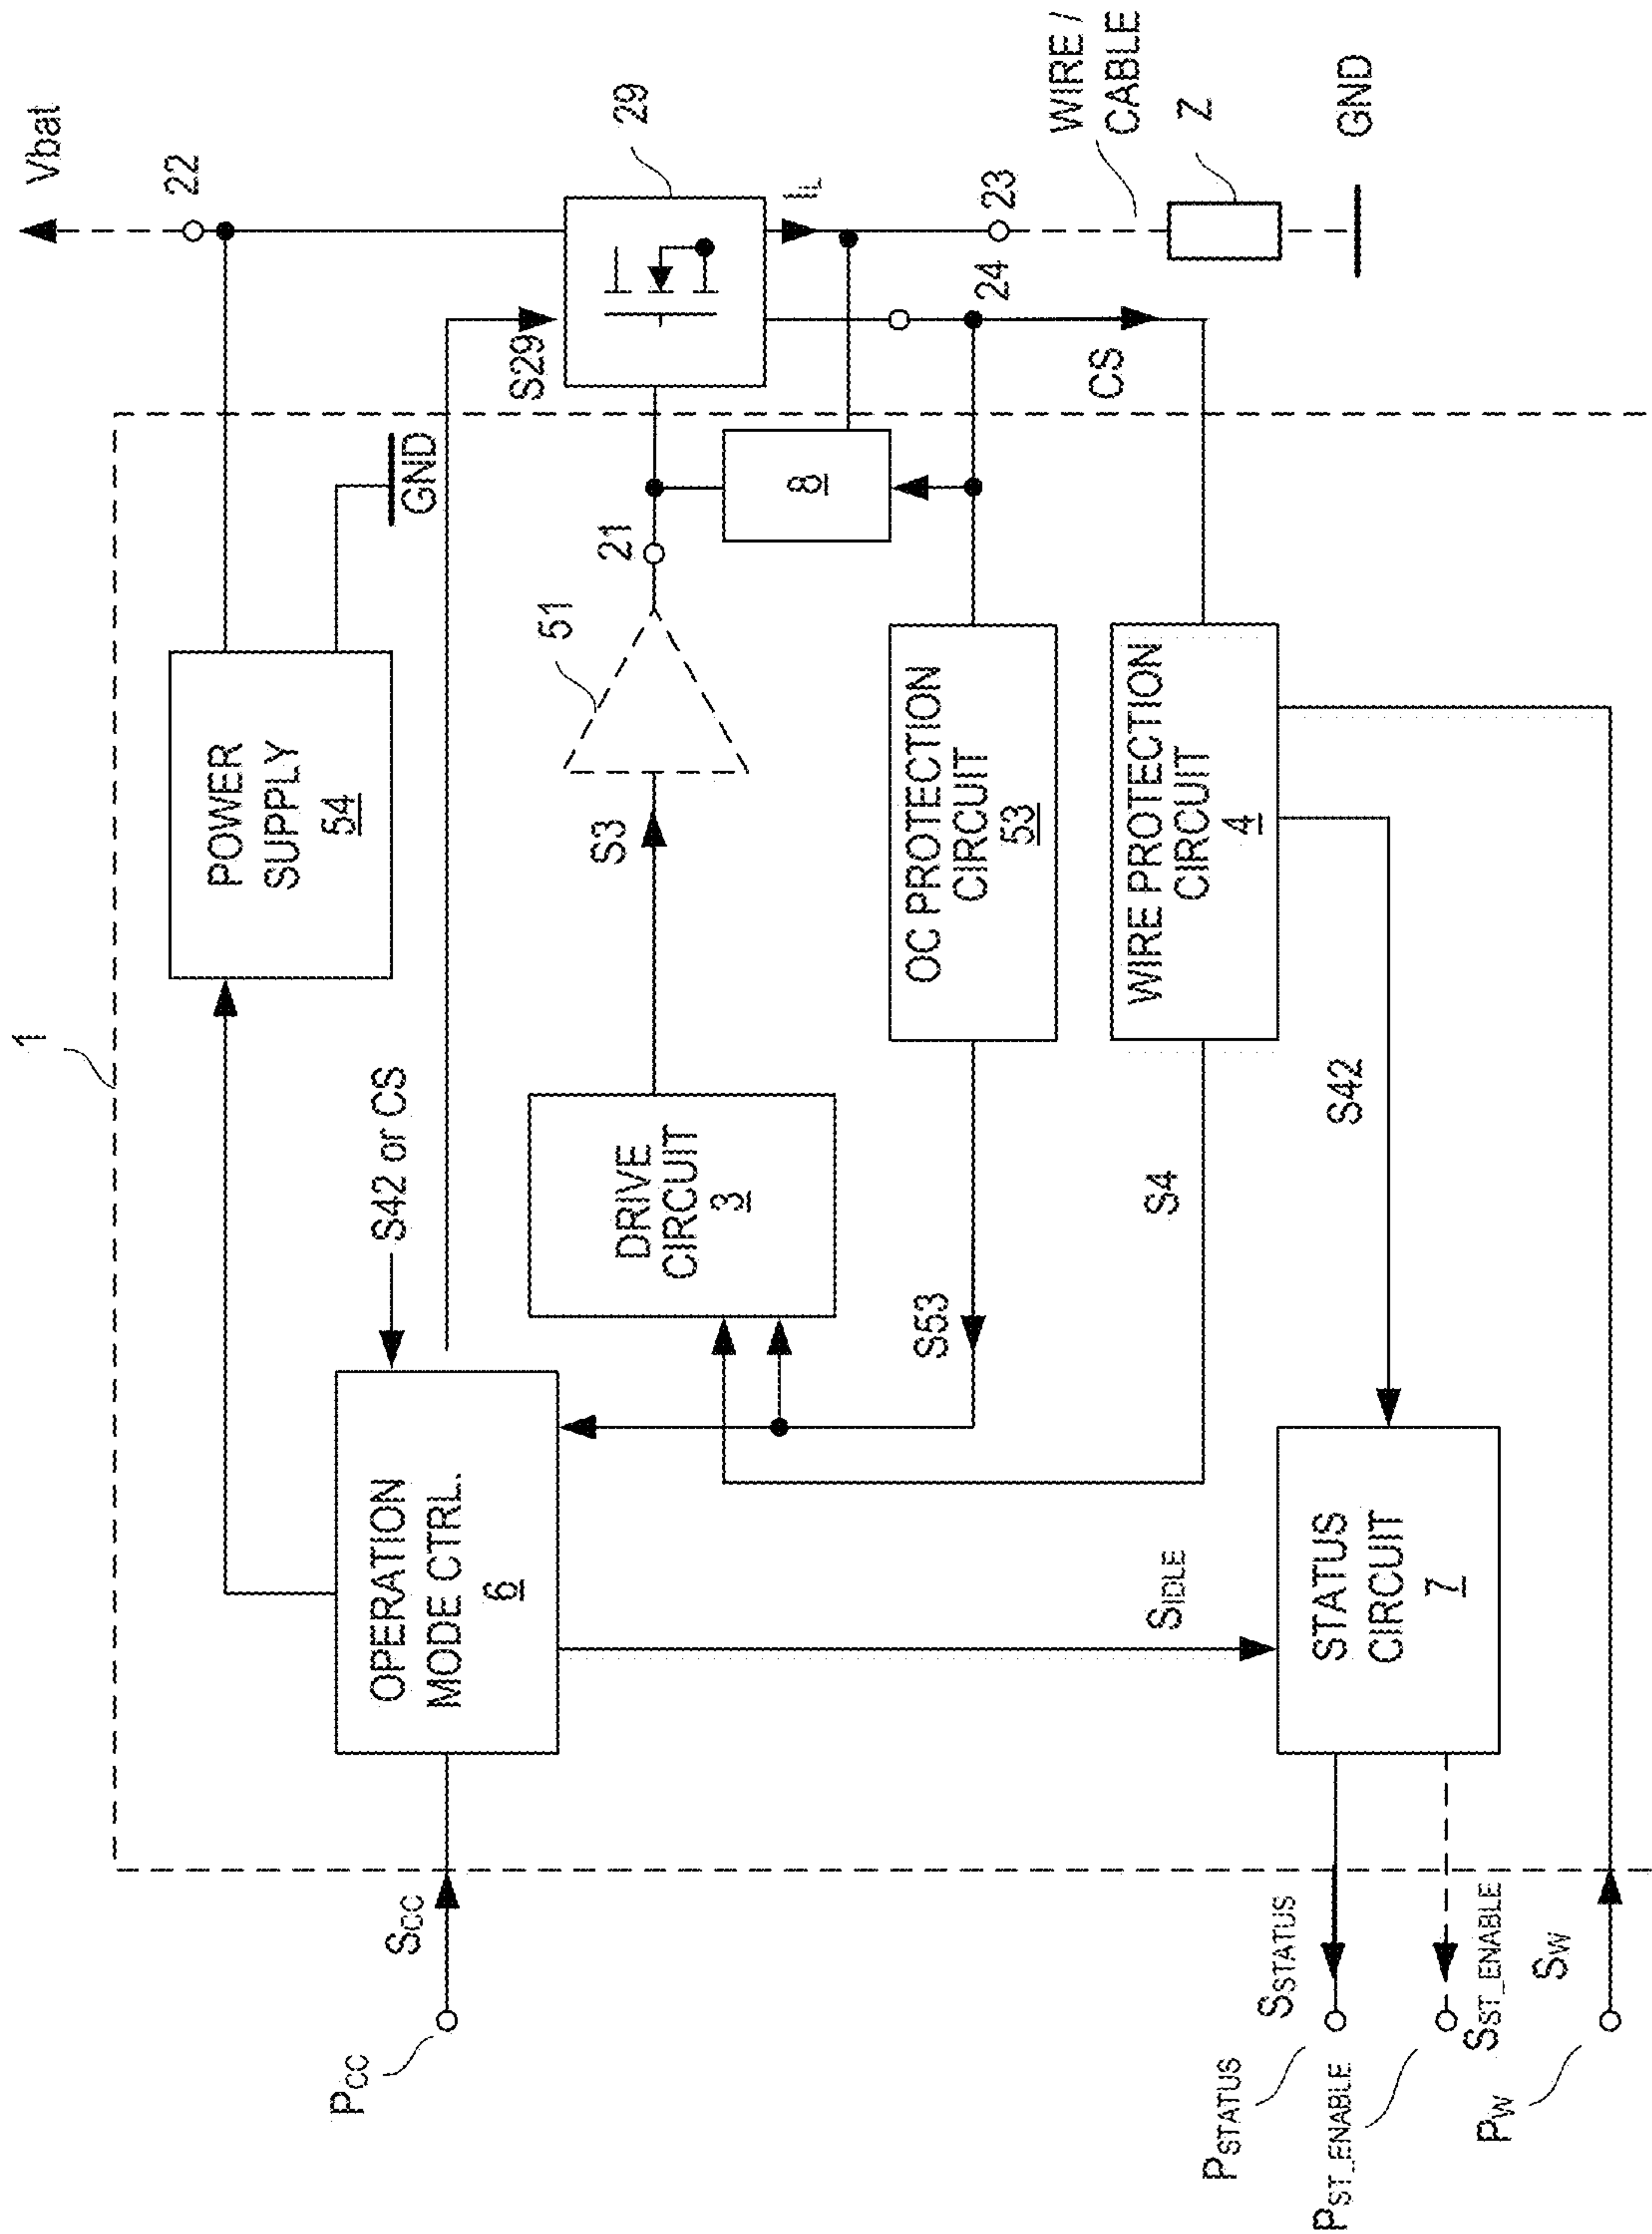 1
Vbat
22
29
S29
IL
23
24
WIRE /
CABLE
Z
GND
CS
POWER
SUPPLY
54
GND
S42 or CS
51
21
8
S3
DRIVE
CIRCUIT
3
OC PROTECTION
CIRCUIT
53
WIRE PROTECTION
CIRCUIT
4
S53
S4
S42
OPERATION
MODE CTRL.
6
SIDLE
STATUS
CIRCUIT
7
SCC
PCC
SSTATUS
PSTATUS
SST_ENABLE
PST_ENABLE
SW
PW